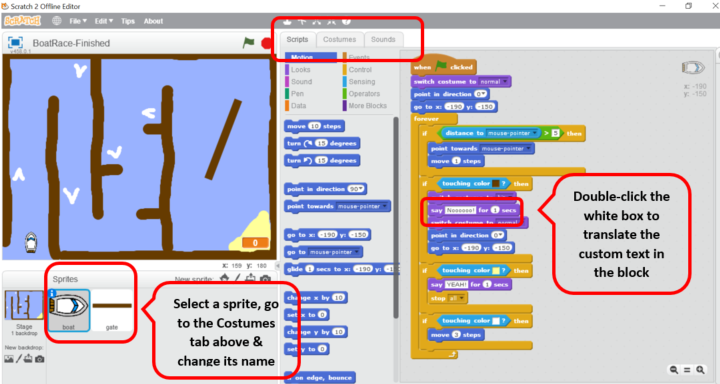 Scratch 2 Offline Editor
SCRATCH File Edit Tips About
BoatRace-Finished
v456.0.1
0
x: 159 y: 180
Sprites New sprite:
Stage
1 backdrop
New backdrop:
boat
gate
Select a sprite, go
to the Costumes
tab above &
change its name
Scripts Costumes Sounds
Motion Events
Looks Control
Sound Sensing
Pen Operators
Data More Blocks
move 10 steps
turn 15 degrees
turn 15 degrees
point in direction 90
point towards mouse-pointer
go to x: -190 y: -150
go to mouse-pointer
glide 1 secs to x: -190 y:
change x by 10
set x to 0
change y by 10
set y to 0
on edge, bounce
when clicked
switch costume to normal
point in direction 0
go to x: -190 y: -150
forever
if distance to mouse-pointer > 5 then
point towards mouse-pointer
move 1 steps
if touching color ? then
say Noooooo! for 1 secs
switch costume to normal
point in direction 0
go to x: -190 y: -150
if touching color ? then
say YEAH! for 1 secs
stop all
if touching color ? then
move 3 steps
x: -190
y: -150
Double-click the
white box to
translate the
custom text in
the block